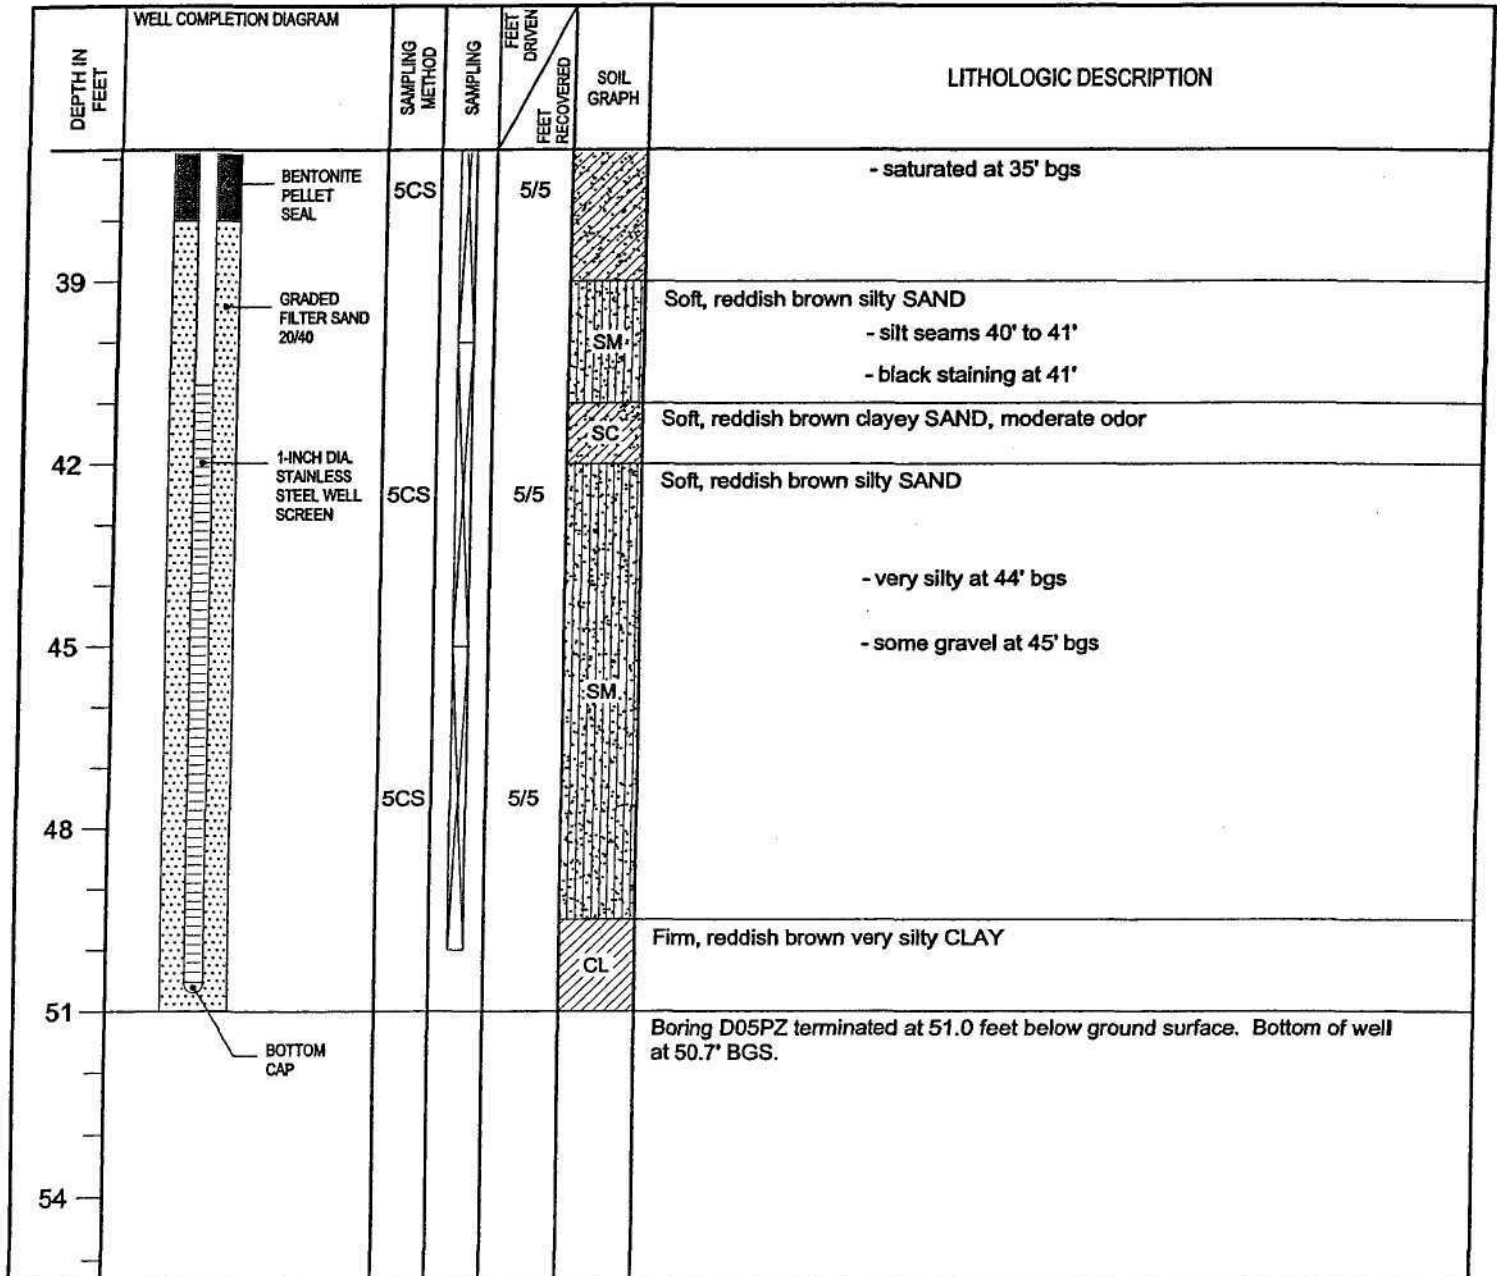 WELL COMPLETION DIAGRAM
DEPTH IN
FEET
SAMPLING
METHOD
SAMPLING
FEET
DRIVEN
FEET
RECOVERED
SOIL
GRAPH
LITHOLOGIC DESCRIPTION
BENTONITE
PELLET
SEAL
5CS
5/5
- saturated at 35' bgs
39
GRADED
FILTER SAND
20/40
Soft, reddish brown silty SAND
- silt seams 40' to 41'
SM
- black staining at 41'
Soft, reddish brown clayey SAND, moderate odor
SC
42
1-INCH DIA.
STAINLESS
STEEL WELL
SCREEN
5CS
5/5
Soft, reddish brown silty SAND
- very silty at 44' bgs
45
- some gravel at 45' bgs
SM
5CS
5/5
48
Firm, reddish brown very silty CLAY
CL
51
Boring D05PZ terminated at 51.0 feet below ground surface. Bottom of well
at 50.7' BGS.
BOTTOM
CAP
54